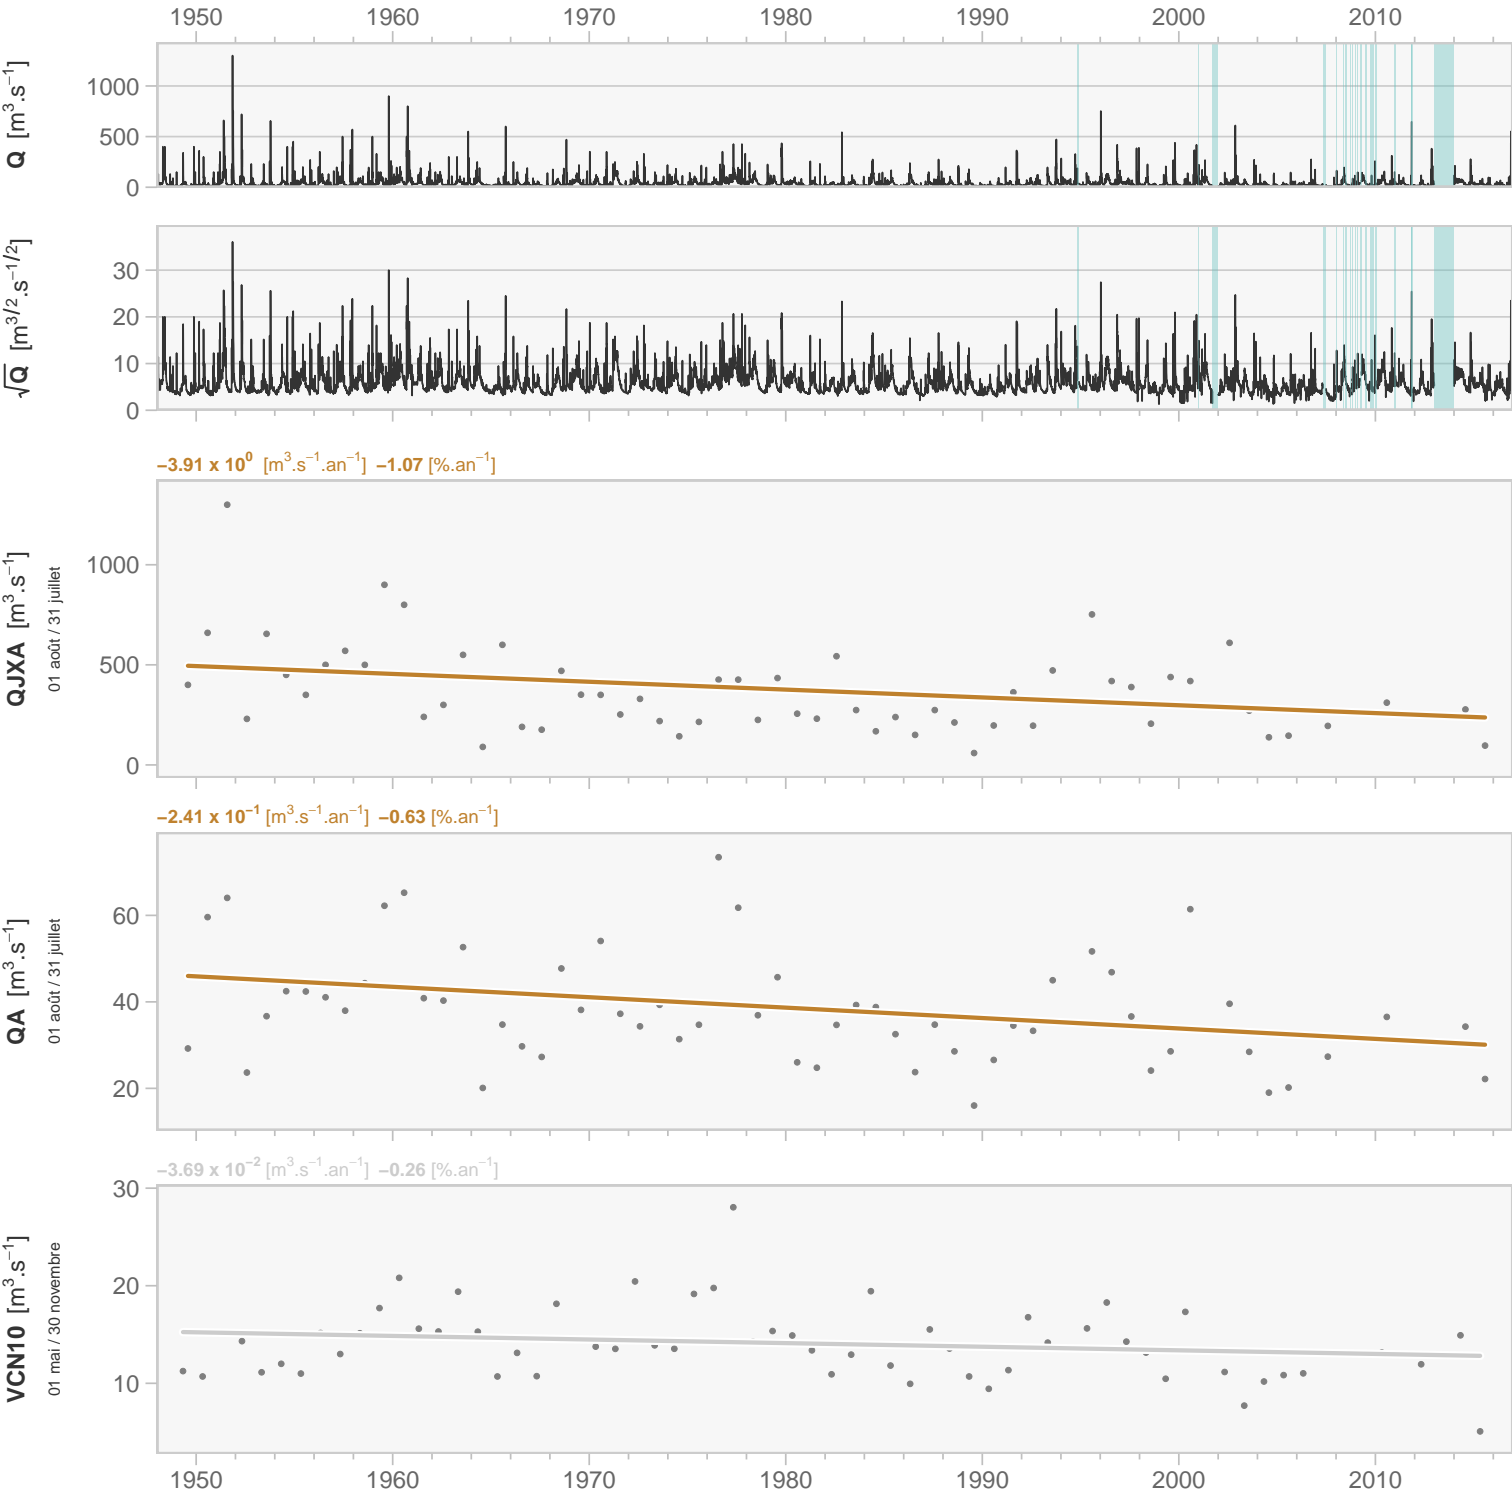 1950 1960 1970 1980 1990 2000 2010
Q [m³.s⁻¹]
1000
500
0
√Q [m³ᐟ².s⁻¹ᐟ²]
30
20
10
0
−3.91 x 10⁰ [m³.s⁻¹.an⁻¹] −1.07 [%.an⁻¹]
QJXA [m³.s⁻¹]
01 août / 31 juillet
1000
500
0
−2.41 x 10⁻¹ [m³.s⁻¹.an⁻¹] −0.63 [%.an⁻¹]
QA [m³.s⁻¹]
01 août / 31 juillet
60
40
20
−3.69 x 10⁻² [m³.s⁻¹.an⁻¹] −0.26 [%.an⁻¹]
VCN10 [m³.s⁻¹]
01 mai / 30 novembre
30
20
10
1950 1960 1970 1980 1990 2000 2010